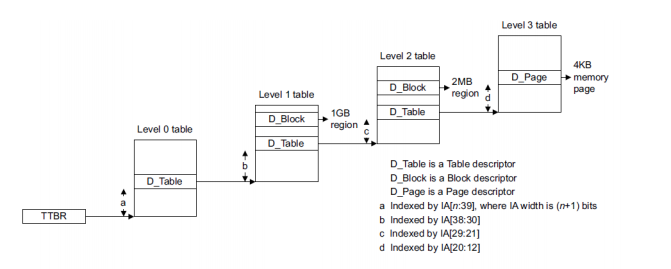 Level 3 table
Level 2 table
D_Page
4KB
memory
page
Level 1 table
D_Block
2MB
region
d
D_Table
Level 0 table
D_Block
1GB
region
c
D_Table
b
D_Table
a
TTBR
D_Table is a Table descriptor
D_Block is a Block descriptor
D_Page is a Page descriptor
a Indexed by IA[n:39], where IA width is (n+1) bits
b Indexed by IA[38:30]
c Indexed by IA[29:21]
d Indexed by IA[20:12]